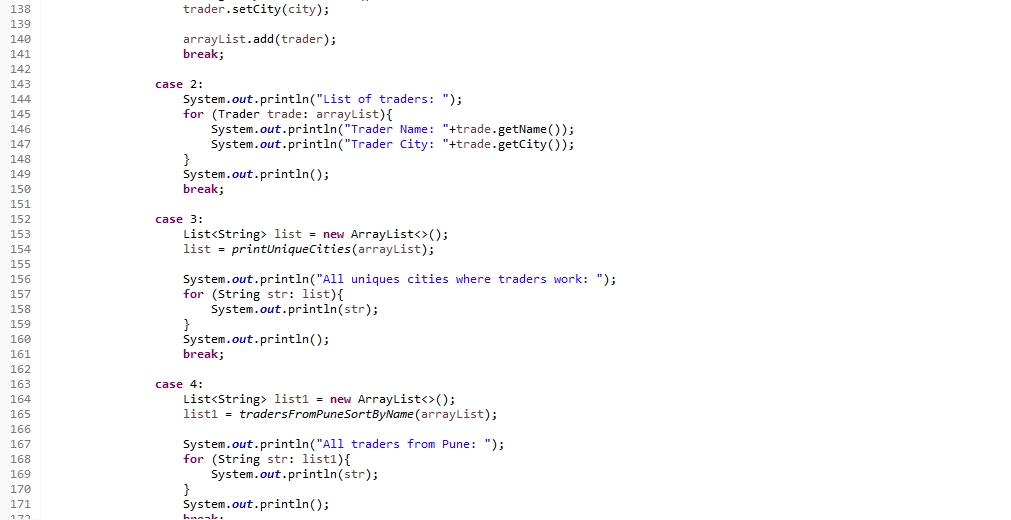 138 trader.setCity(city);
139
140 arrayList.add(trader);
141 break;
142
143 case 2:
144 System.out.println("List of traders: ");
145 for (Trader trade: arrayList){
146 System.out.println("Trader Name: "+trade.getName());
147 System.out.println("Trader City: "+trade.getCity());
148 }
149 System.out.println();
150 break;
151
152 case 3:
153 List<String> list = new ArrayList<>();
154 list = printUniqueCities(arrayList);
155
156 System.out.println("All uniques cities where traders work: ");
157 for (String str: list){
158 System.out.println(str);
159 }
160 System.out.println();
161 break;
162
163 case 4:
164 List<String> list1 = new ArrayList<>();
165 list1 = tradersFromPuneSortByName(arrayList);
166
167 System.out.println("All traders from Pune: ");
168 for (String str: list1){
169 System.out.println(str);
170 }
171 System.out.println();
172 break;